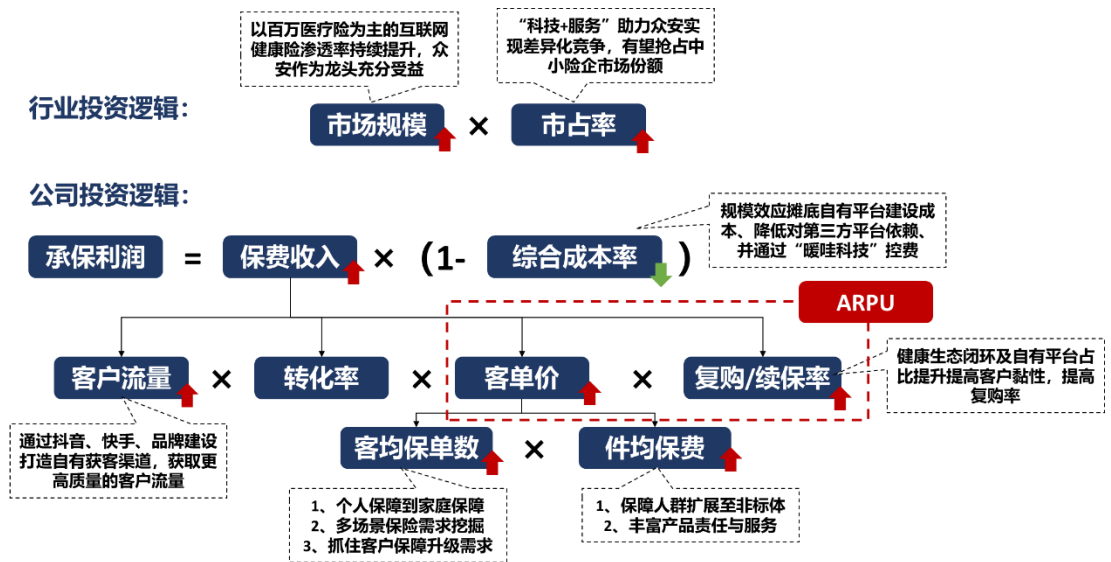 以百万医疗险为主的互联网
健康险渗透率持续提升，众
安作为龙头充分受益
“科技+服务”助力众安实
现差异化竞争，有望抢占中
小险企市场份额
行业投资逻辑：
市场规模
×
市占率
公司投资逻辑：
规模效应摊底自有平台建设成
本、降低对第三方平台依赖、
并通过“暖哇科技”控费
承保利润 = 保费收入 × (1- 综合成本率 )
ARPU
客户流量 × 转化率 × 客单价 × 复购/续保率
健康生态闭环及自有平台占
比提升提高客户黏性，提高
复购率
通过抖音、快手、品牌建设
打造自有获客渠道，获取更
高质量的客户流量
客均保单数 × 件均保费
1、个人保障到家庭保障
2、多场景保险需求挖掘
3、抓住客户保障升级需求
1、保障人群扩展至非标体
2、丰富产品责任与服务